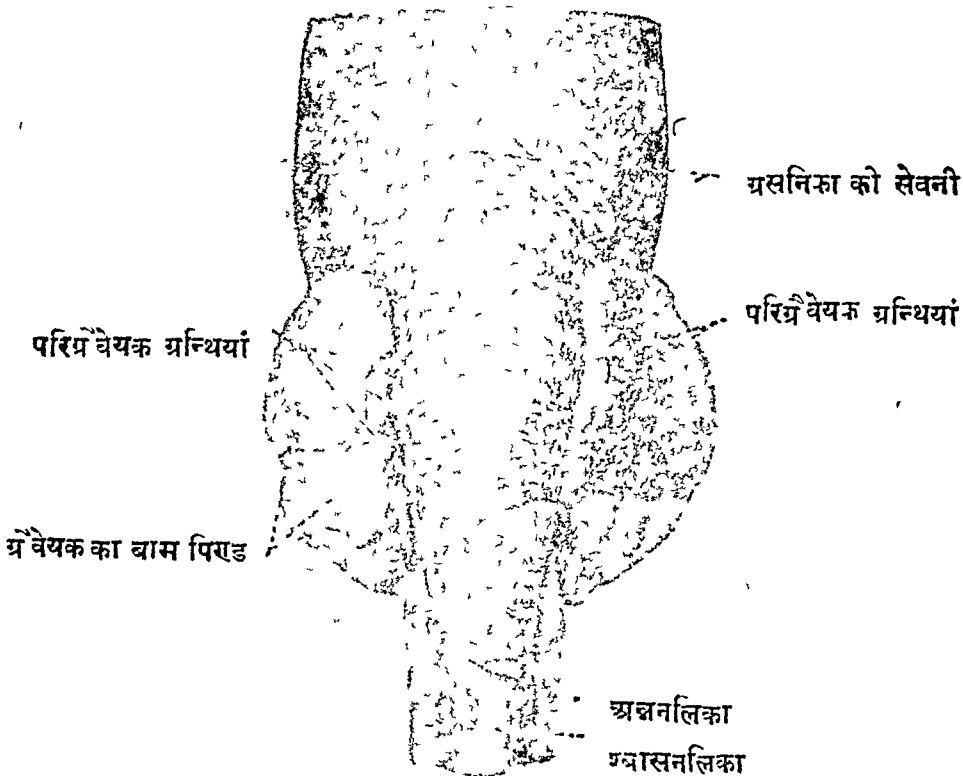 ग्रसनिका को सेवनी
परिग्रैवेयक ग्रन्थियां
परिग्रैवेयक ग्रन्थियां
ग्रैवेयक का बाम पिण्ड
अन्ननलिका
श्वासनलिका